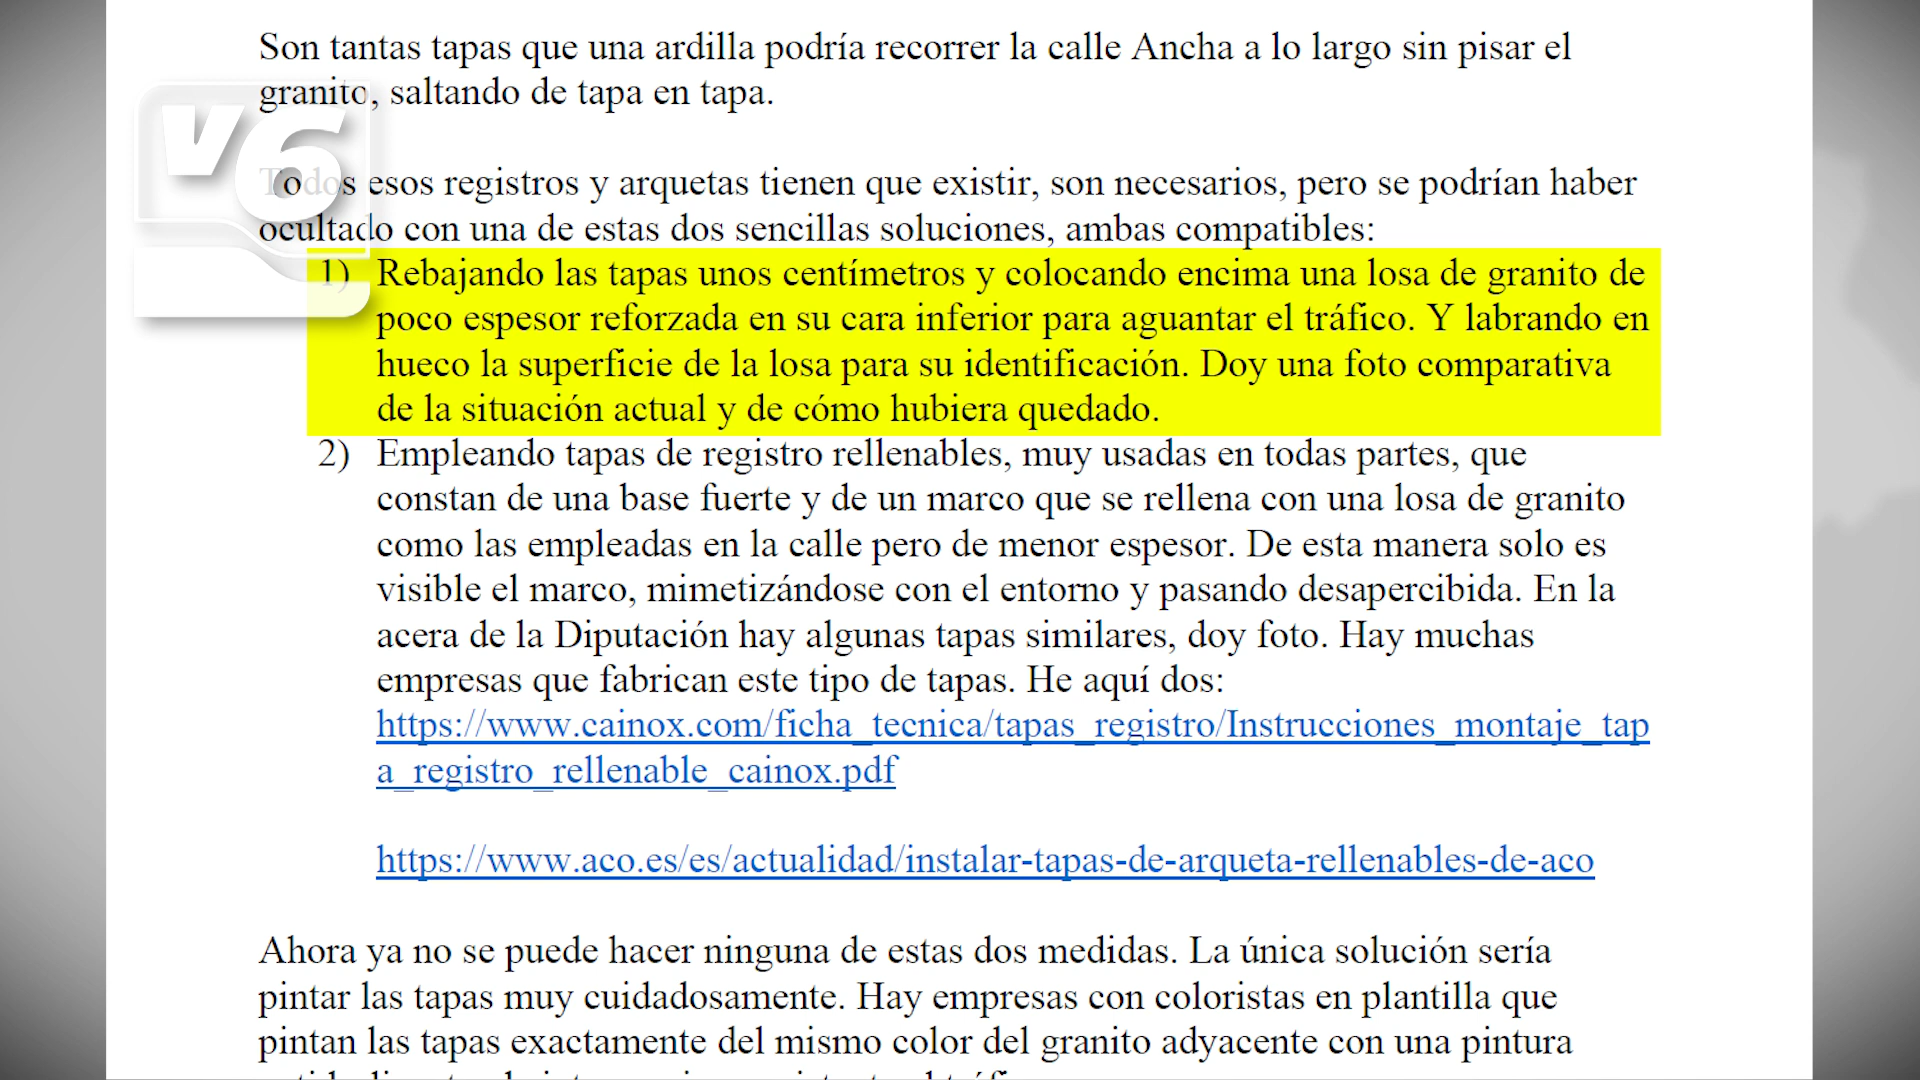 Son tantas tapas que una ardilla podría recorrer la calle Ancha a lo largo sin pisar el
granito, saltando de tapa en tapa.
V6
Todos esos registros y arquetas tienen que existir, son necesarios, pero se podrían haber
ocultado con una de estas dos sencillas soluciones, ambas compatibles:
1) Rebajando las tapas unos centímetros y colocando encima una losa de granito de
poco espesor reforzada en su cara inferior para aguantar el tráfico. Y labrando en
hueco la superficie de la losa para su identificación. Doy una foto comparativa
de la situación actual y de cómo hubiera quedado.
2) Empleando tapas de registro rellenables, muy usadas en todas partes, que
constan de una base fuerte y de un marco que se rellena con una losa de granito
como las empleadas en la calle pero de menor espesor. De esta manera solo es
visible el marco, mimetizándose con el entorno y pasando desapercibida. En la
acera de la Diputación hay algunas tapas similares, doy foto. Hay muchas
empresas que fabrican este tipo de tapas. He aquí dos:
https://www.cainox.com/ficha_tecnica/tapas_registro/Instrucciones_montaje_tap
a_registro_rellenable_cainox.pdf
https://www.aco.es/es/actualidad/instalar-tapas-de-arqueta-rellenables-de-aco
Ahora ya no se puede hacer ninguna de estas dos medidas. La única solución sería
pintar las tapas muy cuidadosamente. Hay empresas con coloristas en plantilla que
pintan las tapas exactamente del mismo color del granito adyacente con una pintura